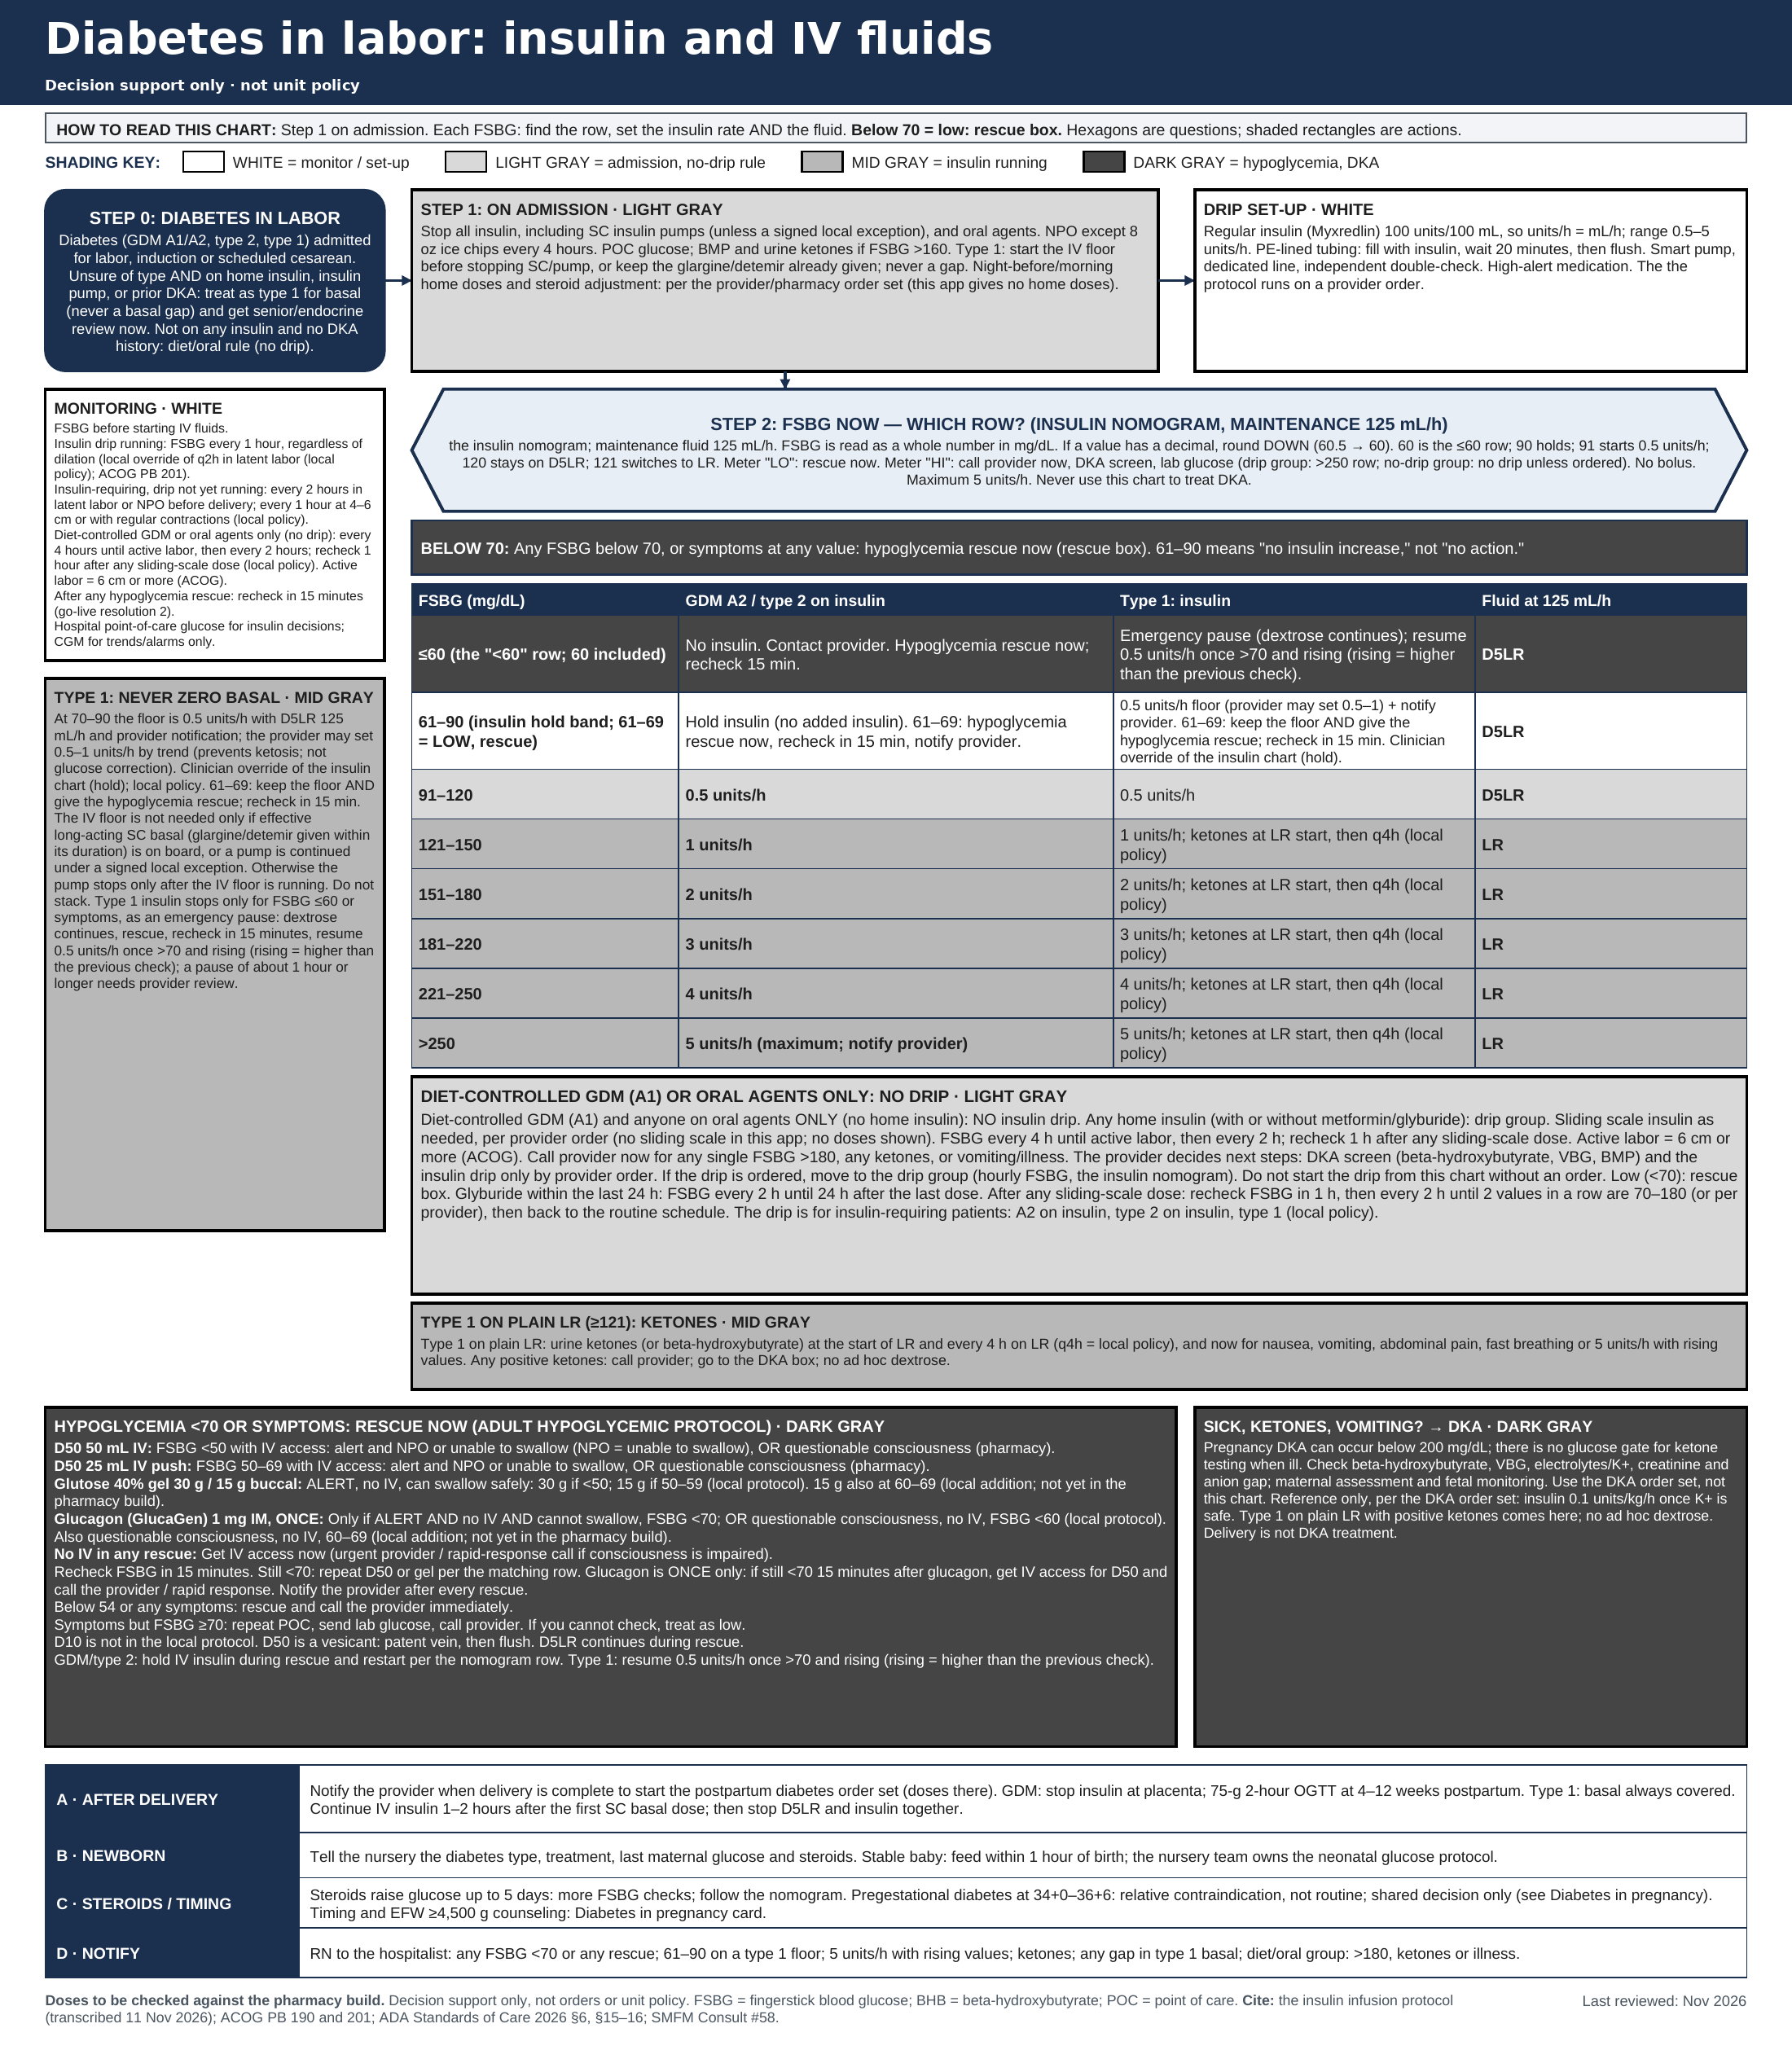 Diabetes in labor: insulin and IV fluids
Decision support only · not unit policy
HOW TO READ THIS CHART: Step 1 on admission. Each FSBG: find the row, set the insulin rate AND the fluid. Below 70 = low: rescue box. Hexagons are questions; shaded rectangles are actions.
SHADING KEY:
WHITE = monitor / set-up
LIGHT GRAY = admission, no-drip rule
MID GRAY = insulin running
DARK GRAY = hypoglycemia, DKA
STEP 0: DIABETES IN LABOR
Diabetes (GDM A1/A2, type 2, type 1) admitted
for labor, induction or scheduled cesarean.
Unsure of type AND on home insulin, insulin
pump, or prior DKA: treat as type 1 for basal
(never a basal gap) and get senior/endocrine
review now. Not on any insulin and no DKA
history: diet/oral rule (no drip).
STEP 1: ON ADMISSION · LIGHT GRAY
Stop all insulin, including SC insulin pumps (unless a signed local exception), and oral agents. NPO except 8
oz ice chips every 4 hours. POC glucose; BMP and urine ketones if FSBG >160. Type 1: start the IV floor
before stopping SC/pump, or keep the glargine/detemir already given; never a gap. Night-before/morning
home doses and steroid adjustment: per the provider/pharmacy order set (this app gives no home doses).
DRIP SET-UP · WHITE
Regular insulin (Myxredlin) 100 units/100 mL, so units/h = mL/h; range 0.5–5
units/h. PE-lined tubing: fill with insulin, wait 20 minutes, then flush. Smart pump,
dedicated line, independent double-check. High-alert medication. The the
protocol runs on a provider order.
MONITORING · WHITE
FSBG before starting IV fluids.
Insulin drip running: FSBG every 1 hour, regardless of
dilation (local override of q2h in latent labor (local
policy); ACOG PB 201).
Insulin-requiring, drip not yet running: every 2 hours in
latent labor or NPO before delivery; every 1 hour at 4–6
cm or with regular contractions (local policy).
Diet-controlled GDM or oral agents only (no drip): every
4 hours until active labor, then every 2 hours; recheck 1
hour after any sliding-scale dose (local policy). Active
labor = 6 cm or more (ACOG).
After any hypoglycemia rescue: recheck in 15 minutes
(go-live resolution 2).
Hospital point-of-care glucose for insulin decisions;
CGM for trends/alarms only.
STEP 2: FSBG NOW — WHICH ROW? (INSULIN NOMOGRAM, MAINTENANCE 125 mL/h)
the insulin nomogram; maintenance fluid 125 mL/h. FSBG is read as a whole number in mg/dL. If a value has a decimal, round DOWN (60.5 → 60). 60 is the ≤60 row; 90 holds; 91 starts 0.5 units/h;
120 stays on D5LR; 121 switches to LR. Meter "LO": rescue now. Meter "HI": call provider now, DKA screen, lab glucose (drip group: >250 row; no-drip group: no drip unless ordered). No bolus.
Maximum 5 units/h. Never use this chart to treat DKA.
BELOW 70: Any FSBG below 70, or symptoms at any value: hypoglycemia rescue now (rescue box). 61–90 means "no insulin increase," not "no action."
FSBG (mg/dL)
GDM A2 / type 2 on insulin
Type 1: insulin
Fluid at 125 mL/h
≤60 (the "<60" row; 60 included)
No insulin. Contact provider. Hypoglycemia rescue now;
recheck 15 min.
Emergency pause (dextrose continues); resume
0.5 units/h once >70 and rising (rising = higher
than the previous check).
D5LR
61–90 (insulin hold band; 61–69
= LOW, rescue)
Hold insulin (no added insulin). 61–69: hypoglycemia
rescue now, recheck in 15 min, notify provider.
0.5 units/h floor (provider may set 0.5–1) + notify
provider. 61–69: keep the floor AND give the
hypoglycemia rescue; recheck in 15 min. Clinician
override of the insulin chart (hold).
D5LR
91–120
0.5 units/h
0.5 units/h
D5LR
121–150
1 units/h
1 units/h; ketones at LR start, then q4h (local
policy)
LR
151–180
2 units/h
2 units/h; ketones at LR start, then q4h (local
policy)
LR
181–220
3 units/h
3 units/h; ketones at LR start, then q4h (local
policy)
LR
221–250
4 units/h
4 units/h; ketones at LR start, then q4h (local
policy)
LR
>250
5 units/h (maximum; notify provider)
5 units/h; ketones at LR start, then q4h (local
policy)
LR
TYPE 1: NEVER ZERO BASAL · MID GRAY
At 70–90 the floor is 0.5 units/h with D5LR 125
mL/h and provider notification; the provider may set
0.5–1 units/h by trend (prevents ketosis; not
glucose correction). Clinician override of the insulin
chart (hold); local policy. 61–69: keep the floor AND
give the hypoglycemia rescue; recheck in 15 min.
The IV floor is not needed only if effective
long-acting SC basal (glargine/detemir given within
its duration) is on board, or a pump is continued
under a signed local exception. Otherwise the
pump stops only after the IV floor is running. Do not
stack. Type 1 insulin stops only for FSBG ≤60 or
symptoms, as an emergency pause: dextrose
continues, rescue, recheck in 15 minutes, resume
0.5 units/h once >70 and rising (rising = higher than
the previous check); a pause of about 1 hour or
longer needs provider review.
DIET-CONTROLLED GDM (A1) OR ORAL AGENTS ONLY: NO DRIP · LIGHT GRAY
Diet-controlled GDM (A1) and anyone on oral agents ONLY (no home insulin): NO insulin drip. Any home insulin (with or without metformin/glyburide): drip group. Sliding scale insulin as
needed, per provider order (no sliding scale in this app; no doses shown). FSBG every 4 h until active labor, then every 2 h; recheck 1 h after any sliding-scale dose. Active labor = 6 cm or
more (ACOG). Call provider now for any single FSBG >180, any ketones, or vomiting/illness. The provider decides next steps: DKA screen (beta-hydroxybutyrate, VBG, BMP) and the
insulin drip only by provider order. If the drip is ordered, move to the drip group (hourly FSBG, the insulin nomogram). Do not start the drip from this chart without an order. Low (<70): rescue
box. Glyburide within the last 24 h: FSBG every 2 h until 24 h after the last dose. After any sliding-scale dose: recheck FSBG in 1 h, then every 2 h until 2 values in a row are 70–180 (or per
provider), then back to the routine schedule. The drip is for insulin-requiring patients: A2 on insulin, type 2 on insulin, type 1 (local policy).
TYPE 1 ON PLAIN LR (≥121): KETONES · MID GRAY
Type 1 on plain LR: urine ketones (or beta-hydroxybutyrate) at the start of LR and every 4 h on LR (q4h = local policy), and now for nausea, vomiting, abdominal pain, fast breathing or 5 units/h with rising
values. Any positive ketones: call provider; go to the DKA box; no ad hoc dextrose.
HYPOGLYCEMIA <70 OR SYMPTOMS: RESCUE NOW (ADULT HYPOGLYCEMIC PROTOCOL) · DARK GRAY
D50 50 mL IV: FSBG <50 with IV access: alert and NPO or unable to swallow (NPO = unable to swallow), OR questionable consciousness (pharmacy).
D50 25 mL IV push: FSBG 50–69 with IV access: alert and NPO or unable to swallow, OR questionable consciousness (pharmacy).
Glutose 40% gel 30 g / 15 g buccal: ALERT, no IV, can swallow safely: 30 g if <50; 15 g if 50–59 (local protocol). 15 g also at 60–69 (local addition; not yet in the
pharmacy build).
Glucagon (GlucaGen) 1 mg IM, ONCE: Only if ALERT AND no IV AND cannot swallow, FSBG <70; OR questionable consciousness, no IV, FSBG <60 (local protocol).
Also questionable consciousness, no IV, 60–69 (local addition; not yet in the pharmacy build).
No IV in any rescue: Get IV access now (urgent provider / rapid-response call if consciousness is impaired).
Recheck FSBG in 15 minutes. Still <70: repeat D50 or gel per the matching row. Glucagon is ONCE only: if still <70 15 minutes after glucagon, get IV access for D50 and
call the provider / rapid response. Notify the provider after every rescue.
Below 54 or any symptoms: rescue and call the provider immediately.
Symptoms but FSBG ≥70: repeat POC, send lab glucose, call provider. If you cannot check, treat as low.
D10 is not in the local protocol. D50 is a vesicant: patent vein, then flush. D5LR continues during rescue.
GDM/type 2: hold IV insulin during rescue and restart per the nomogram row. Type 1: resume 0.5 units/h once >70 and rising (rising = higher than the previous check).
SICK, KETONES, VOMITING? → DKA · DARK GRAY
Pregnancy DKA can occur below 200 mg/dL; there is no glucose gate for ketone
testing when ill. Check beta-hydroxybutyrate, VBG, electrolytes/K+, creatinine and
anion gap; maternal assessment and fetal monitoring. Use the DKA order set, not
this chart. Reference only, per the DKA order set: insulin 0.1 units/kg/h once K+ is
safe. Type 1 on plain LR with positive ketones comes here; no ad hoc dextrose.
Delivery is not DKA treatment.
A · AFTER DELIVERY
Notify the provider when delivery is complete to start the postpartum diabetes order set (doses there). GDM: stop insulin at placenta; 75-g 2-hour OGTT at 4–12 weeks postpartum. Type 1: basal always covered.
Continue IV insulin 1–2 hours after the first SC basal dose; then stop D5LR and insulin together.
B · NEWBORN
Tell the nursery the diabetes type, treatment, last maternal glucose and steroids. Stable baby: feed within 1 hour of birth; the nursery team owns the neonatal glucose protocol.
C · STEROIDS / TIMING
Steroids raise glucose up to 5 days: more FSBG checks; follow the nomogram. Pregestational diabetes at 34+0–36+6: relative contraindication, not routine; shared decision only (see Diabetes in pregnancy).
Timing and EFW ≥4,500 g counseling: Diabetes in pregnancy card.
D · NOTIFY
RN to the hospitalist: any FSBG <70 or any rescue; 61–90 on a type 1 floor; 5 units/h with rising values; ketones; any gap in type 1 basal; diet/oral group: >180, ketones or illness.
Doses to be checked against the pharmacy build. Decision support only, not orders or unit policy. FSBG = fingerstick blood glucose; BHB = beta-hydroxybutyrate; POC = point of care. Cite: the insulin infusion protocol
(transcribed 11 Nov 2026); ACOG PB 190 and 201; ADA Standards of Care 2026 §6, §15–16; SMFM Consult #58.
Last reviewed: Nov 2026